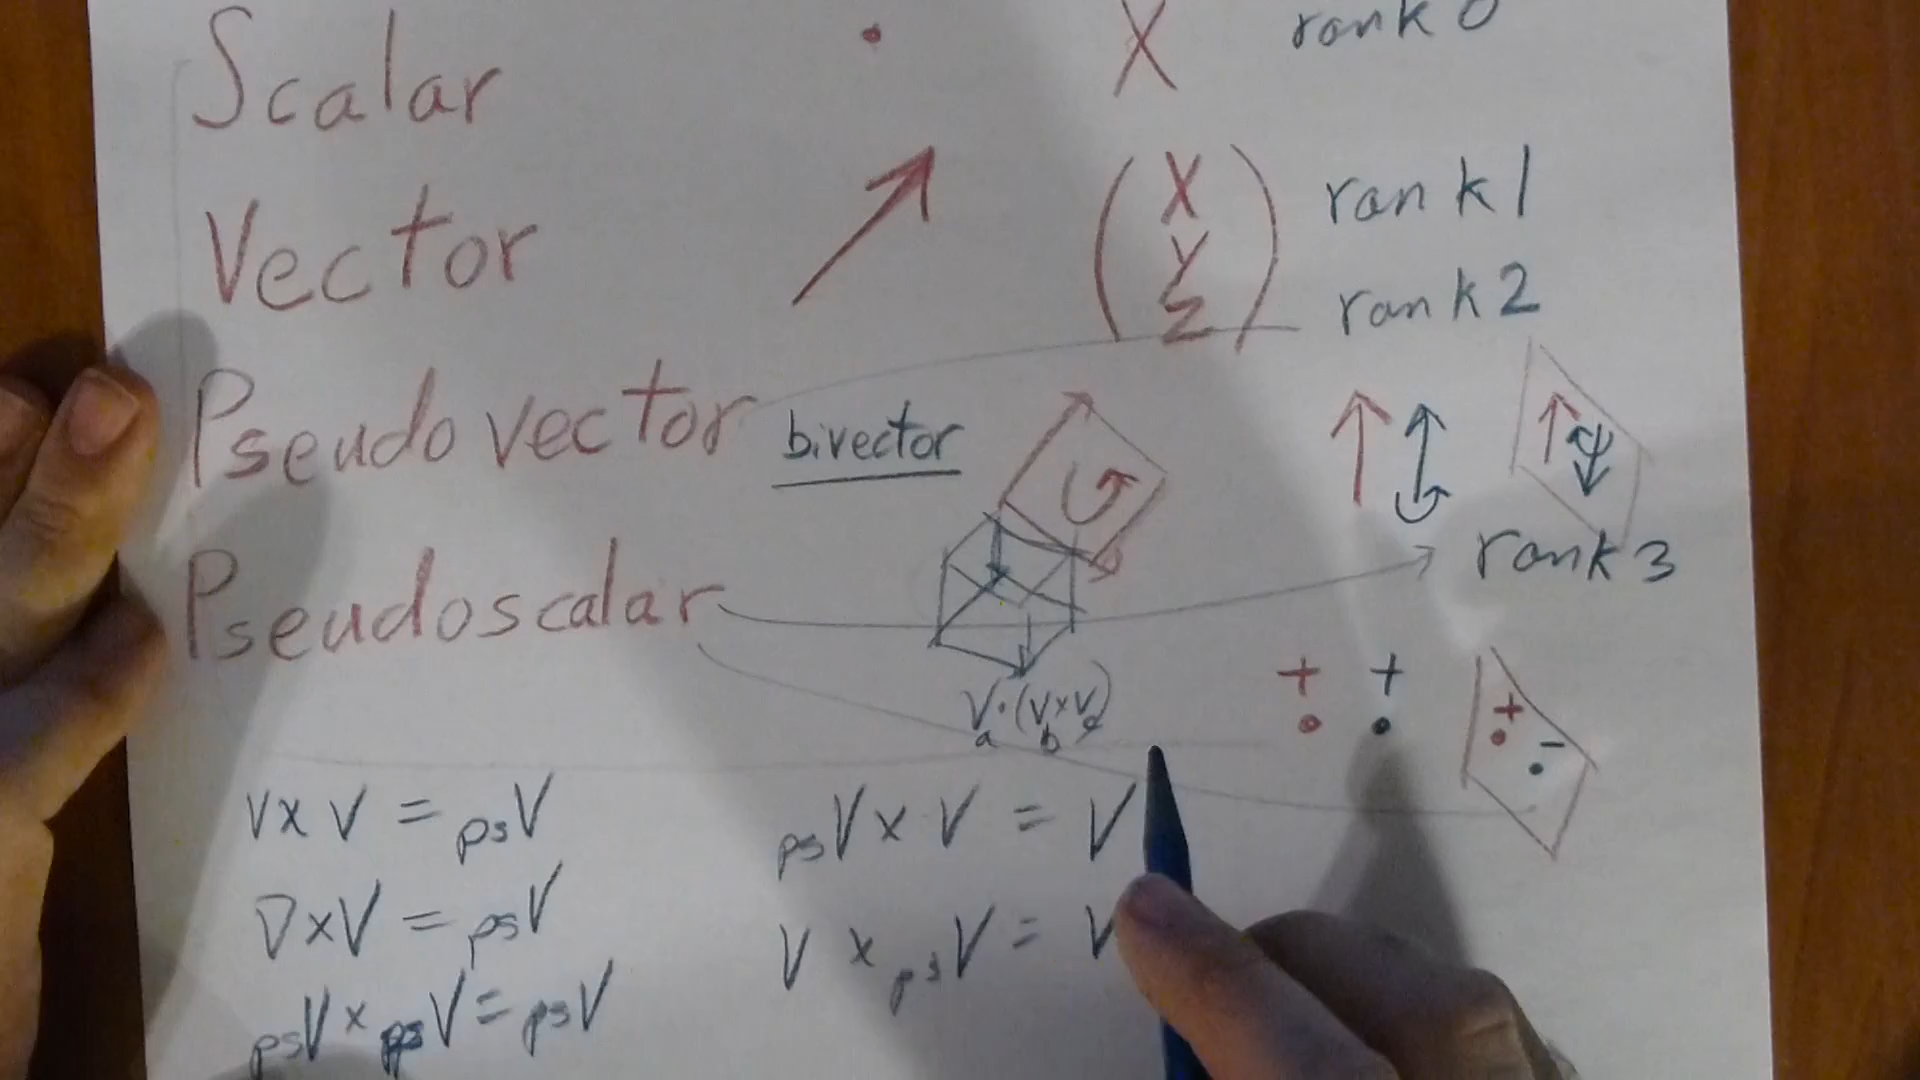 Scalar X rank 0
Vector (X Y Z) rank 1
rank 2
Pseudovector bivector
Pseudoscalar rank 3
+ + + -
Va·(Vb×Vc)
V×V = psV
psV×V = V
∇×V = psV
V×psV = V
psV×psV = psV